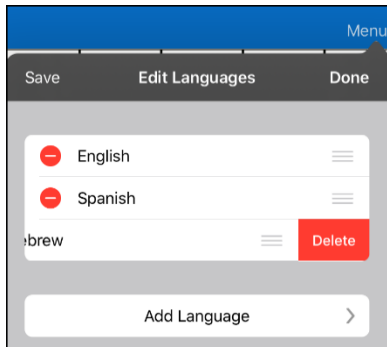 Menu
Save Edit Languages Done
English
Spanish
ebrew Delete
Add Language